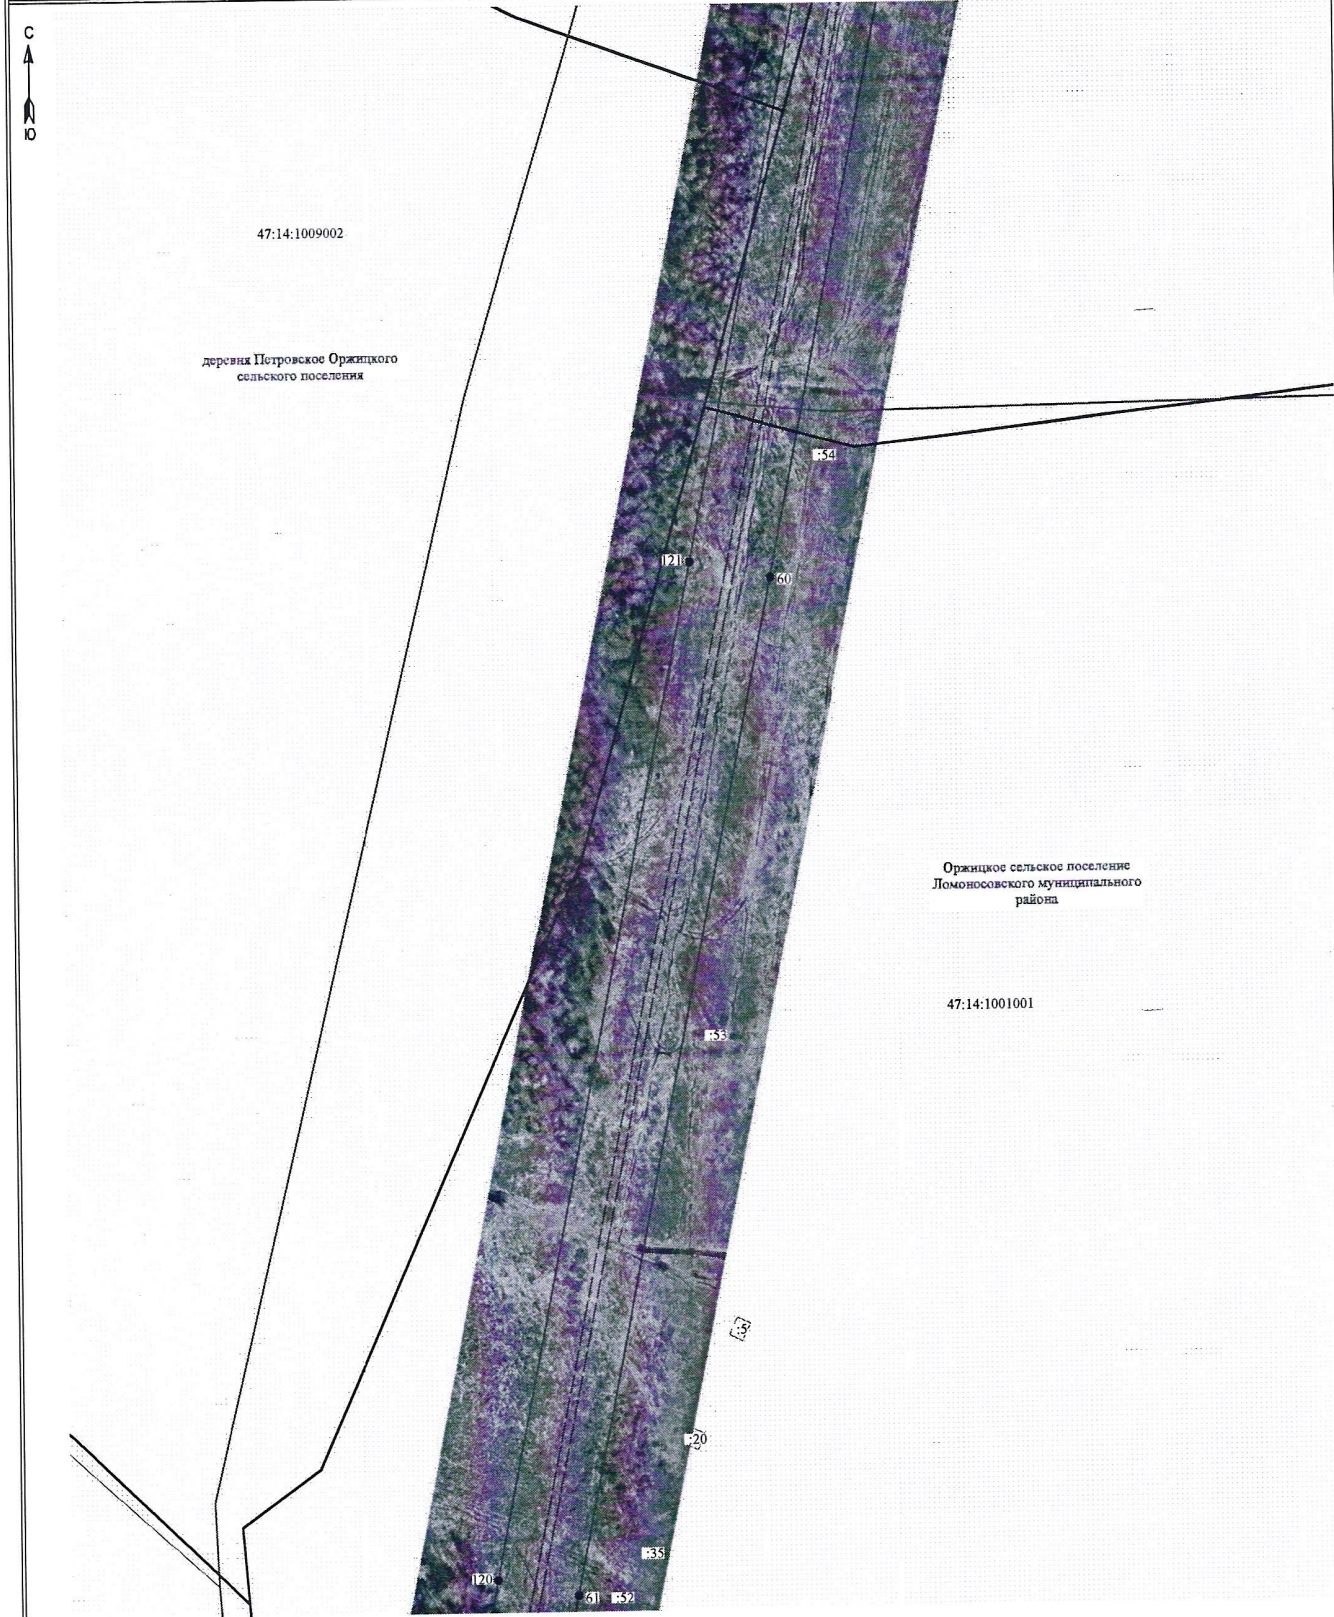 С
Ю
47:14:1009002
деревня Петровское Оржицкого
сельского поселения
:54
121
60
Оржицкое сельское поселение
Ломоносовского муниципального
района
47:14:1001001
:53
:5
:20
:35
120
61
:52